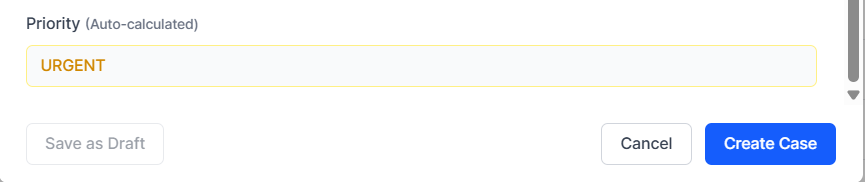 Priority (Auto-calculated)
URGENT
Save as Draft
Cancel
Create Case